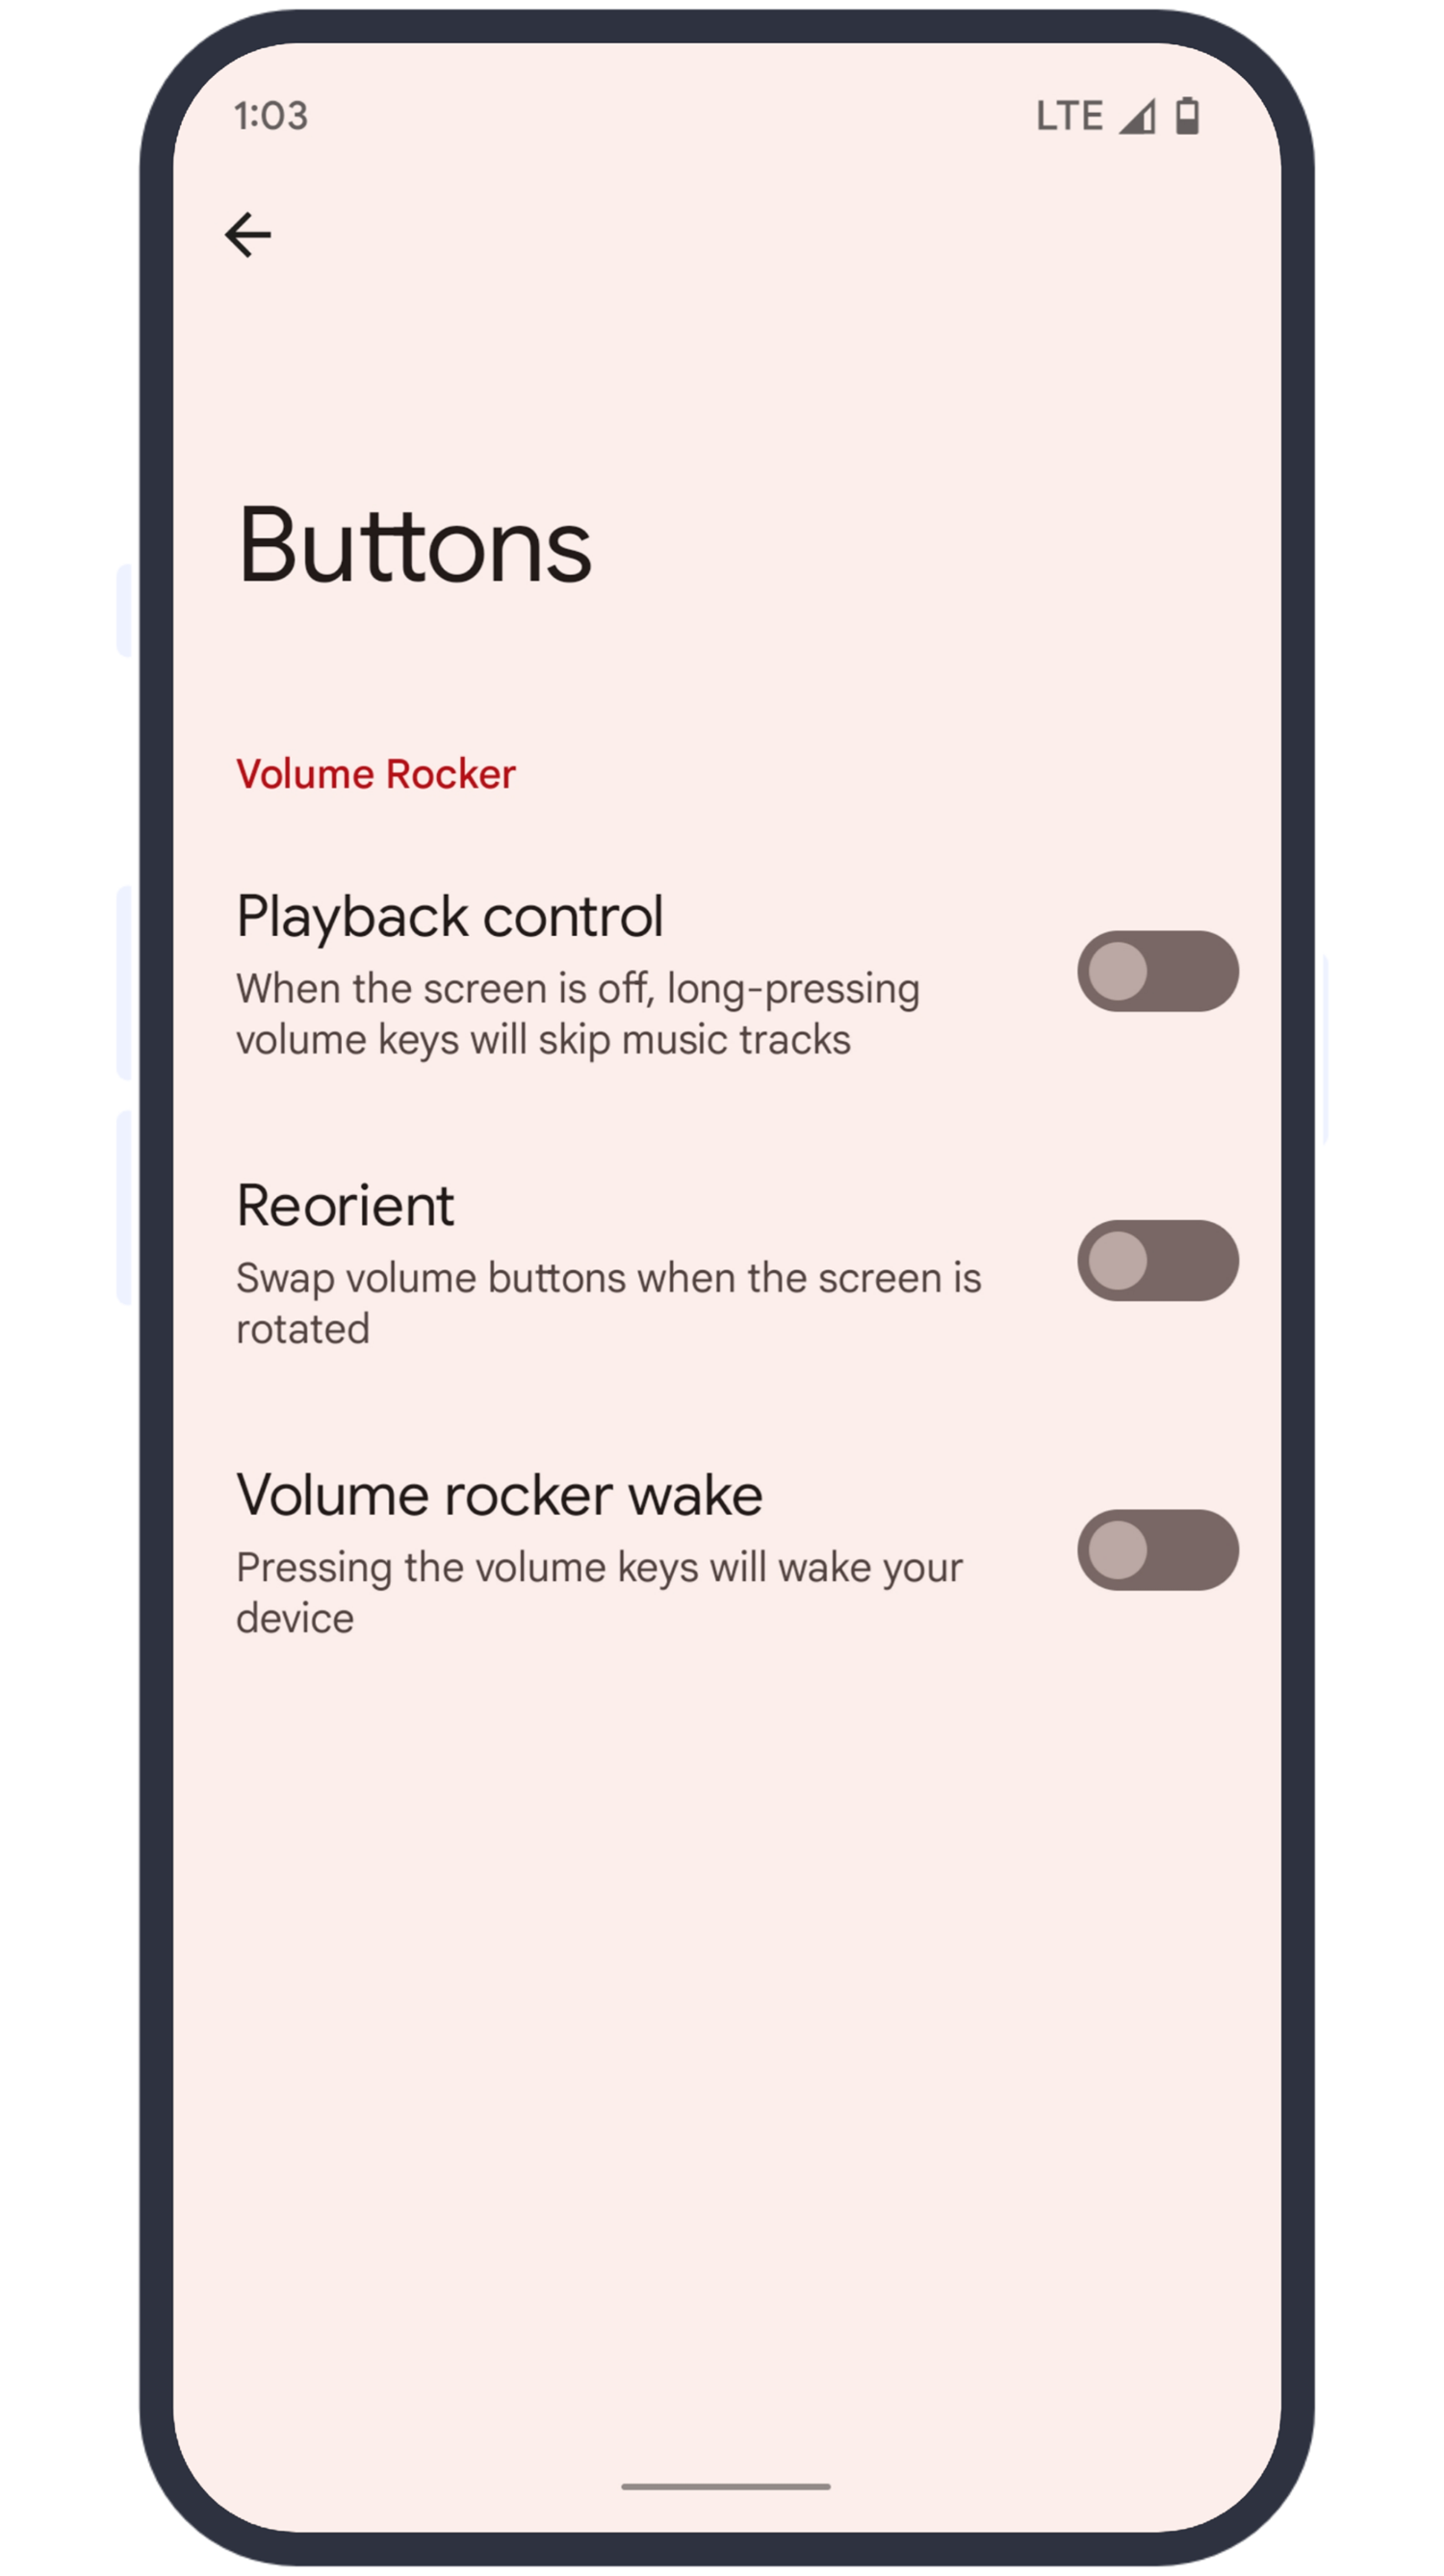 1:03
LTE
Buttons
Volume Rocker
Playback control
When the screen is off, long-pressing
volume keys will skip music tracks
Reorient
Swap volume buttons when the screen is
rotated
Volume rocker wake
Pressing the volume keys will wake your
device